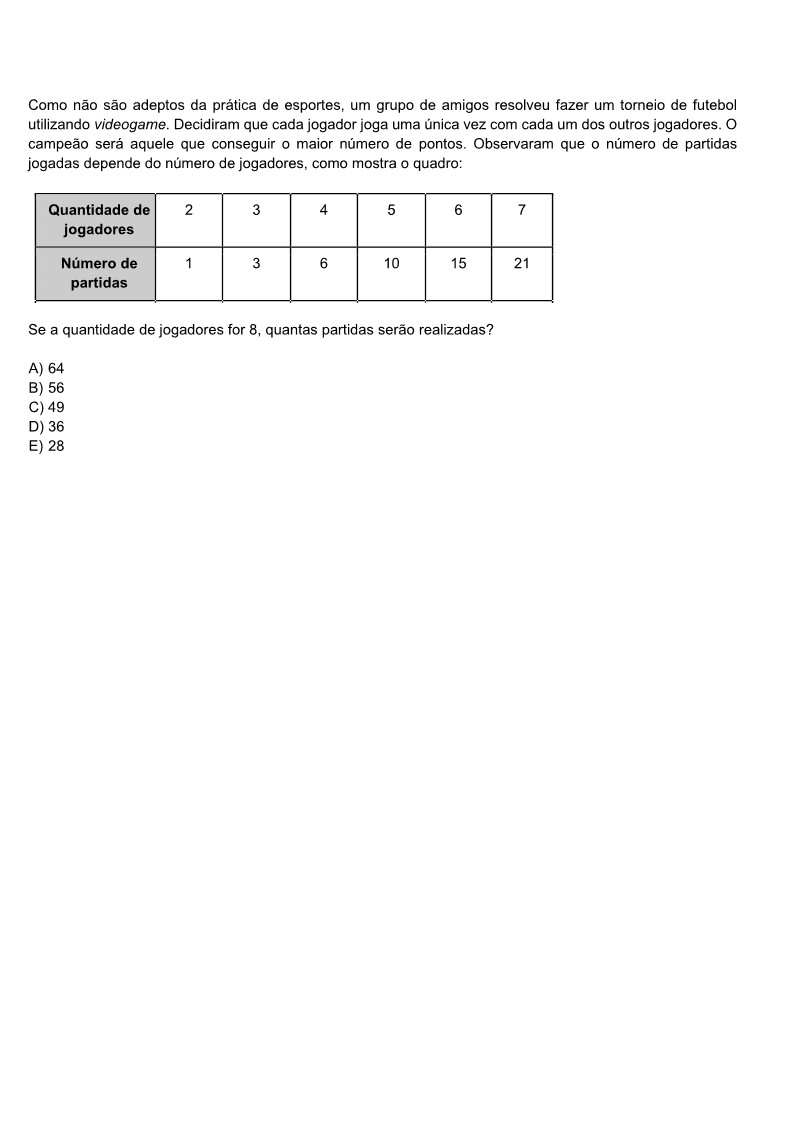 Como não são adeptos da prática de esportes, um grupo de amigos resolveu fazer um torneio de futebol
utilizando videogame. Decidiram que cada jogador joga uma única vez com cada um dos outros jogadores. O
campeão será aquele que conseguir o maior número de pontos. Observaram que o número de partidas
jogadas depende do número de jogadores, como mostra o quadro:
Quantidade de jogadores 2 3 4 5 6 7
Número de partidas 1 3 6 10 15 21
Se a quantidade de jogadores for 8, quantas partidas serão realizadas?
A) 64
B) 56
C) 49
D) 36
E) 28